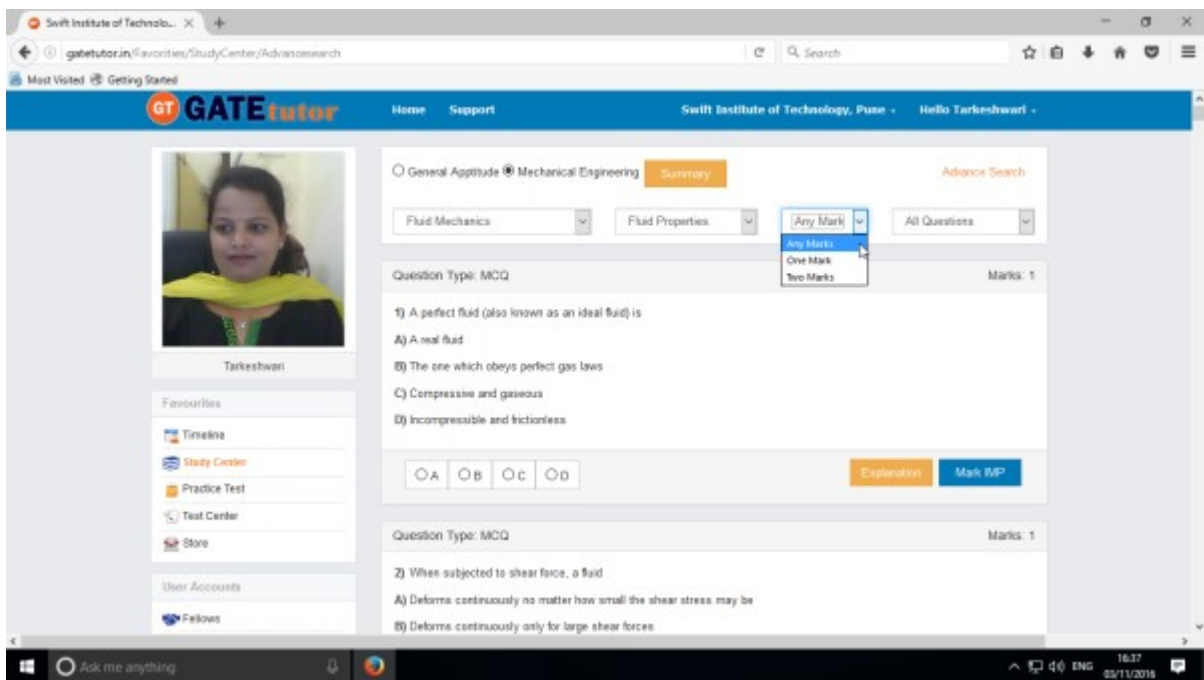 Swift Institute of Technolo...
gatetutor.in/Favorities/StudyCenter/Advancesearch
Search
Most Visited Getting Started
GT GATEtutor Home Support Swift Institute of Technology, Pune Hello Tarkeshwari
General Apptitude Mechanical Engineering Summary Advance Search
Fluid Mechanics Fluid Properties Any Mark All Questions
Any Marks
One Mark
Two Marks
Question Type: MCQ Marks: 1
1) A perfect fluid (also known as an ideal fluid) is
A) A real fluid
B) The one which obeys perfect gas laws
C) Compressive and gaseous
D) Incompressible and frictionless
A B C D Explanation Mark IMP
Question Type: MCQ Marks: 1
2) When subjected to shear force, a fluid
A) Deforms continuously no matter how small the shear stress may be
B) Deforms continuously only for large shear forces
Tarkeshwari
Favourites
Timeline
Study Center
Practice Test
Test Center
Store
User Accounts
Fellows
Ask me anything
ENG 16:37
03/11/2016